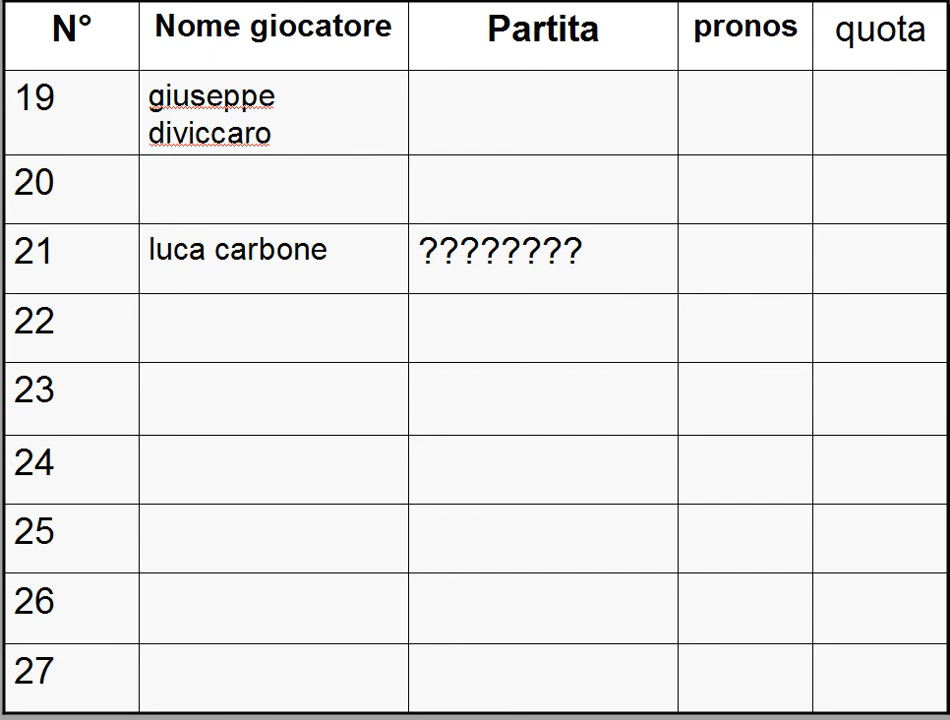 N° Nome giocatore Partita pronos quota
19 giuseppe
diviccaro
20
21 luca carbone ????????
22
23
24
25
26
27